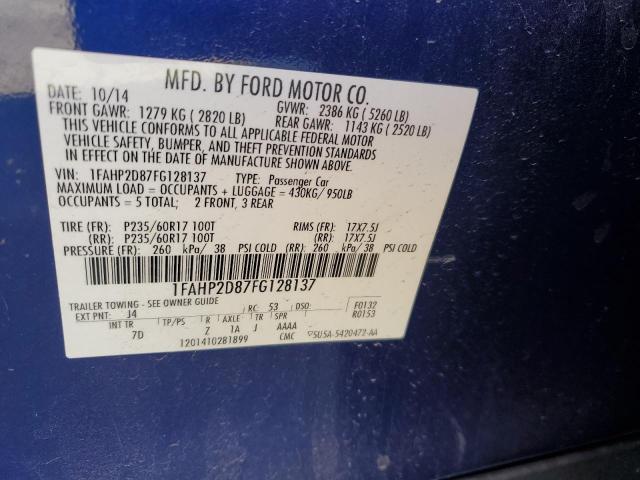 MFD. BY FORD MOTOR CO.
DATE: 10/14 GVWR: 2386 KG ( 5260 LB)
FRONT GAWR: 1279 KG ( 2820 LB) REAR GAWR: 1143 KG ( 2520 LB)
THIS VEHICLE CONFORMS TO ALL APPLICABLE FEDERAL MOTOR
VEHICLE SAFETY, BUMPER, AND THEFT PREVENTION STANDARDS
IN EFFECT ON THE DATE OF MANUFACTURE SHOWN ABOVE.
VIN: 1FAHP2D87FG128137 TYPE: Passenger Car
MAXIMUM LOAD = OCCUPANTS + LUGGAGE = 430KG/ 950LB
OCCUPANTS = 5 TOTAL; 2 FRONT, 3 REAR
TIRE (FR): P235/60R17 100T RIMS (FR): 17X7.5J
(RR): P235/60R17 100T (RR): 17X7.5J
PRESSURE (FR): 260 kPa/ 38 PSI COLD (RR): 260 kPa/ 38 PSI COLD
1FAHP2D87FG128137
TRAILER TOWING - SEE OWNER GUIDE
EXT PNT: J4 RC: 53 DSO: F0132
R0153
INT TR TP/PS R AXLE TR SPR
7D Z 1A J AAAA
1201410281899 CMC 5U5A-5420472-AA